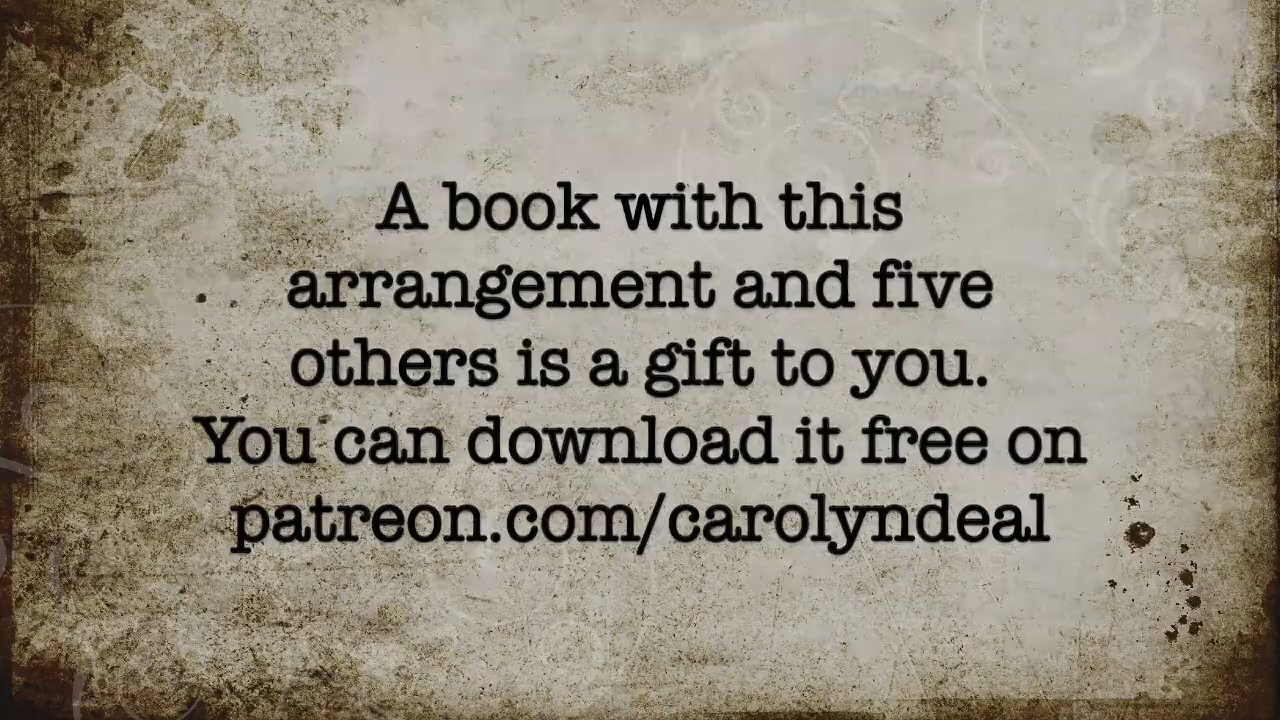 A book with this
arrangement and five
others is a gift to you.
You can download it free on
patreon.com/carolyndeal